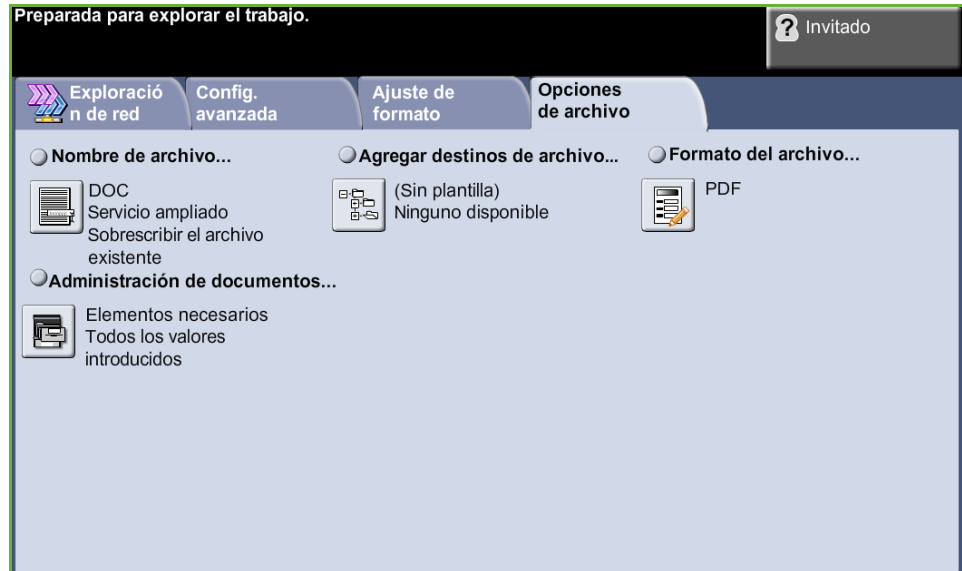 Preparada para explorar el trabajo.
? Invitado
Exploració
n de red
Config.
avanzada
Ajuste de
formato
Opciones
de archivo
Nombre de archivo...
DOC
Servicio ampliado
Sobrescribir el archivo
existente
Agregar destinos de archivo...
(Sin plantilla)
Ninguno disponible
Formato del archivo...
PDF
Administración de documentos...
Elementos necesarios
Todos los valores
introducidos